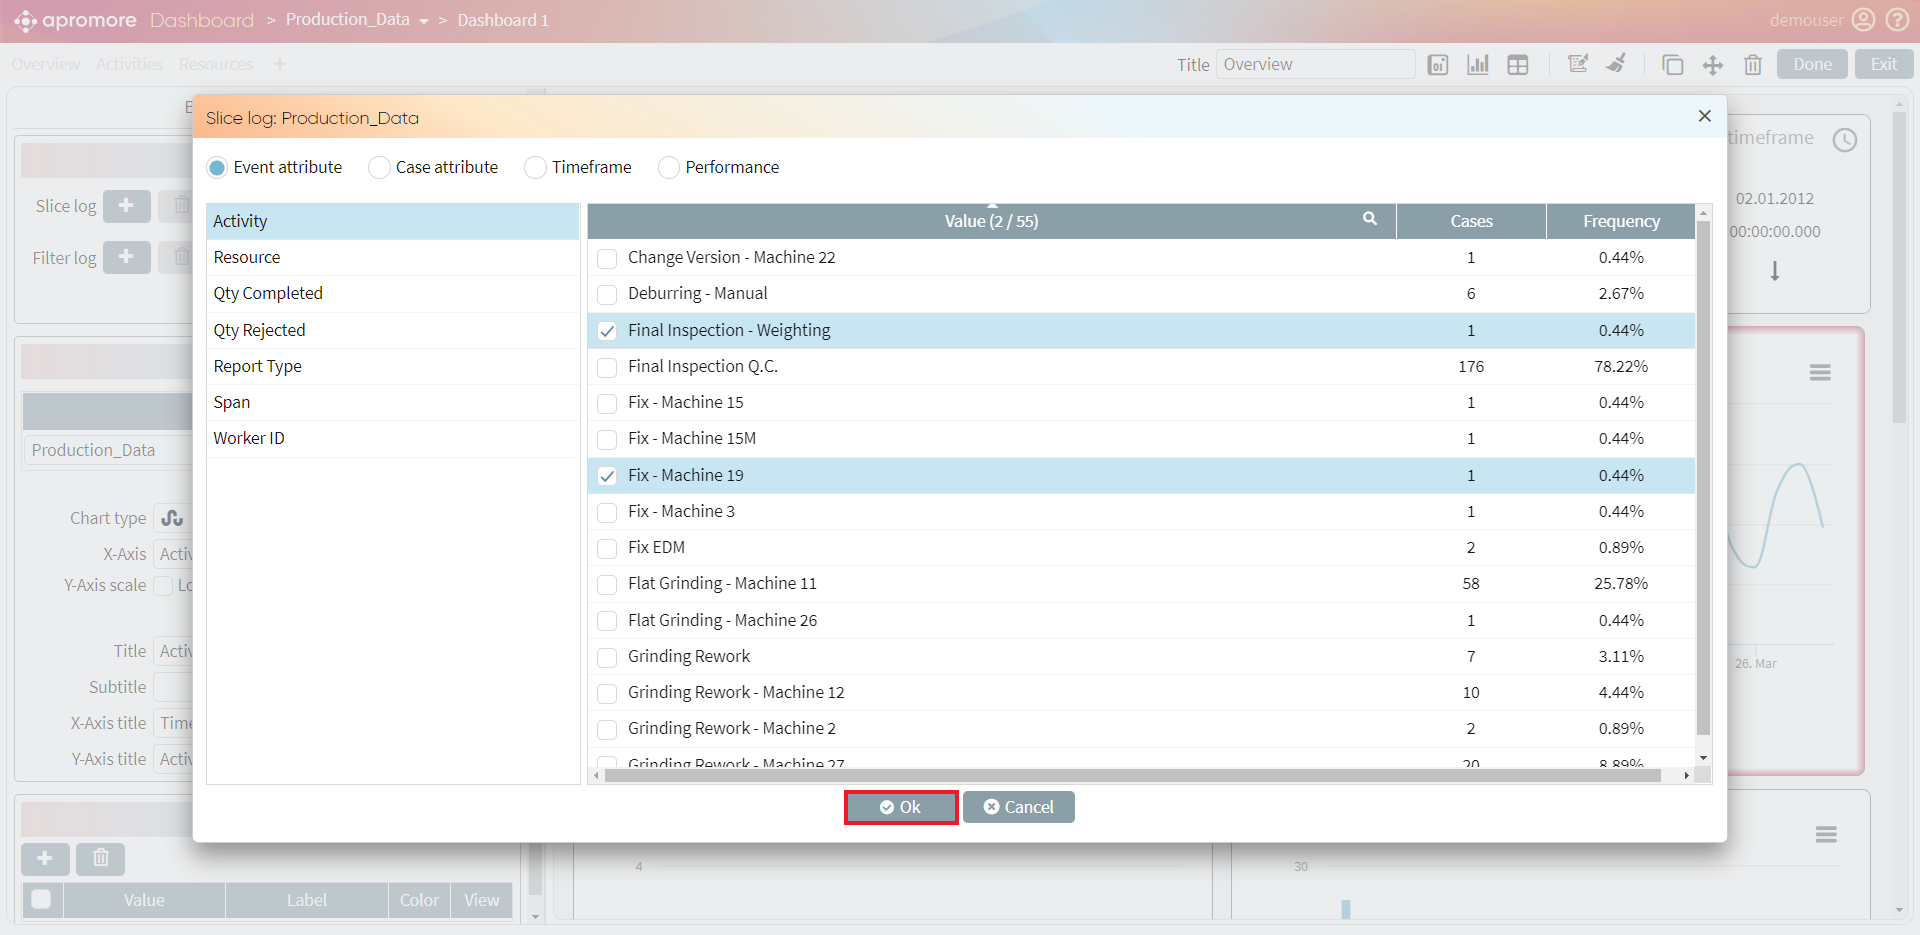 apromore Dashboard > Production_Data > Dashboard 1
demouser
Overview Activities Resources +
Title Overview
Done Exit
Slice log: Production_Data
Event attribute Case attribute Timeframe Performance
Slice log
Filter log
timeframe
02.01.2012
00:00:00.000
Activity
Resource
Qty Completed
Qty Rejected
Report Type
Span
Worker ID
Value (2 / 55) Cases Frequency
Change Version - Machine 22 1 0.44%
Deburring - Manual 6 2.67%
Final Inspection - Weighting 1 0.44%
Final Inspection Q.C. 176 78.22%
Fix - Machine 15 1 0.44%
Fix - Machine 15M 1 0.44%
Fix - Machine 19 1 0.44%
Fix - Machine 3 1 0.44%
Fix EDM 2 0.89%
Flat Grinding - Machine 11 58 25.78%
Flat Grinding - Machine 26 1 0.44%
Grinding Rework 7 3.11%
Grinding Rework - Machine 12 10 4.44%
Grinding Rework - Machine 2 2 0.89%
Grinding Rework - Machine 27 20 8.89%
Ok Cancel
Production_Data
Chart type
X-Axis Activ
Y-Axis scale Lo
Title Activ
Subtitle
X-Axis title Time
Y-Axis title Activ
26. Mar
Value Label Color View
4
30